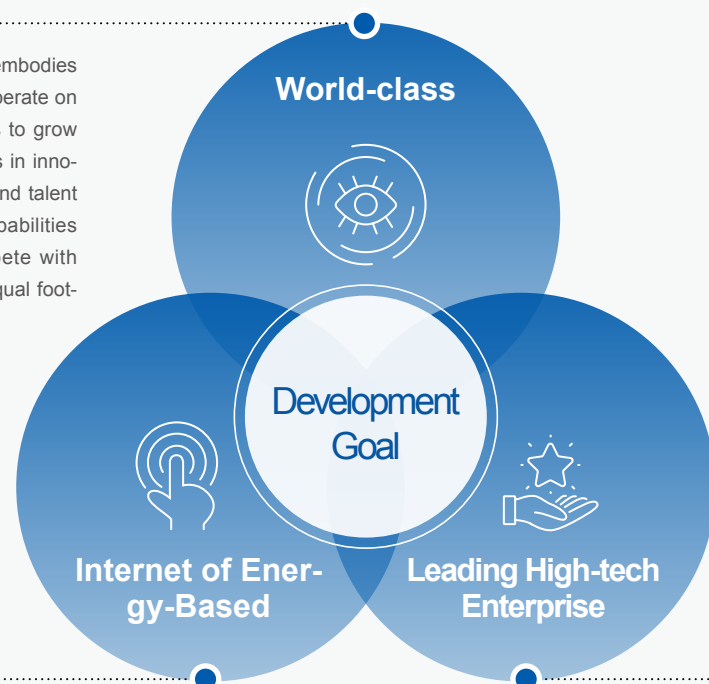 embodies
perate on
to grow
s in inno-
nd talent
pabilities
pete with
qual foot-
World-class
Development
Goal
Internet of Ener-
gy-Based
Leading High-tech
Enterprise